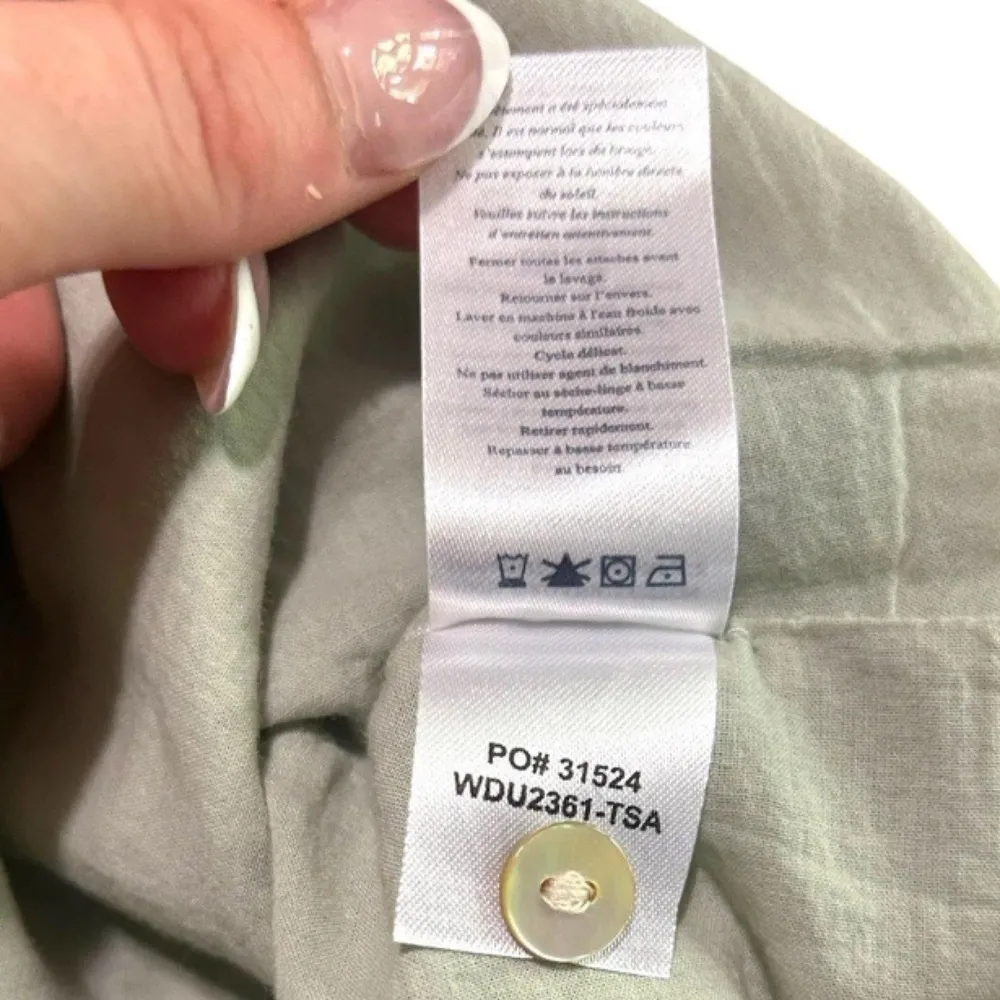 été spécialement
Il est normal que les couleurs
s'estompent lors du
Ne pas exposer à la lumière directe
du soleil.
Veuillez suivre les instructions
d'entretien attentivement.
Fermer toutes les attaches avant
le lavage.
Retourner sur l'envers.
Laver en machine à l'eau froide avec
couleurs similaires.
Cycle délicat.
Ne pas utiliser agent de blanchiment.
Sécher au sèche-linge à basse
température.
Retirer rapidement.
Repasser à basse température
au besoin.
PO# 31524
WDU2361-TSA